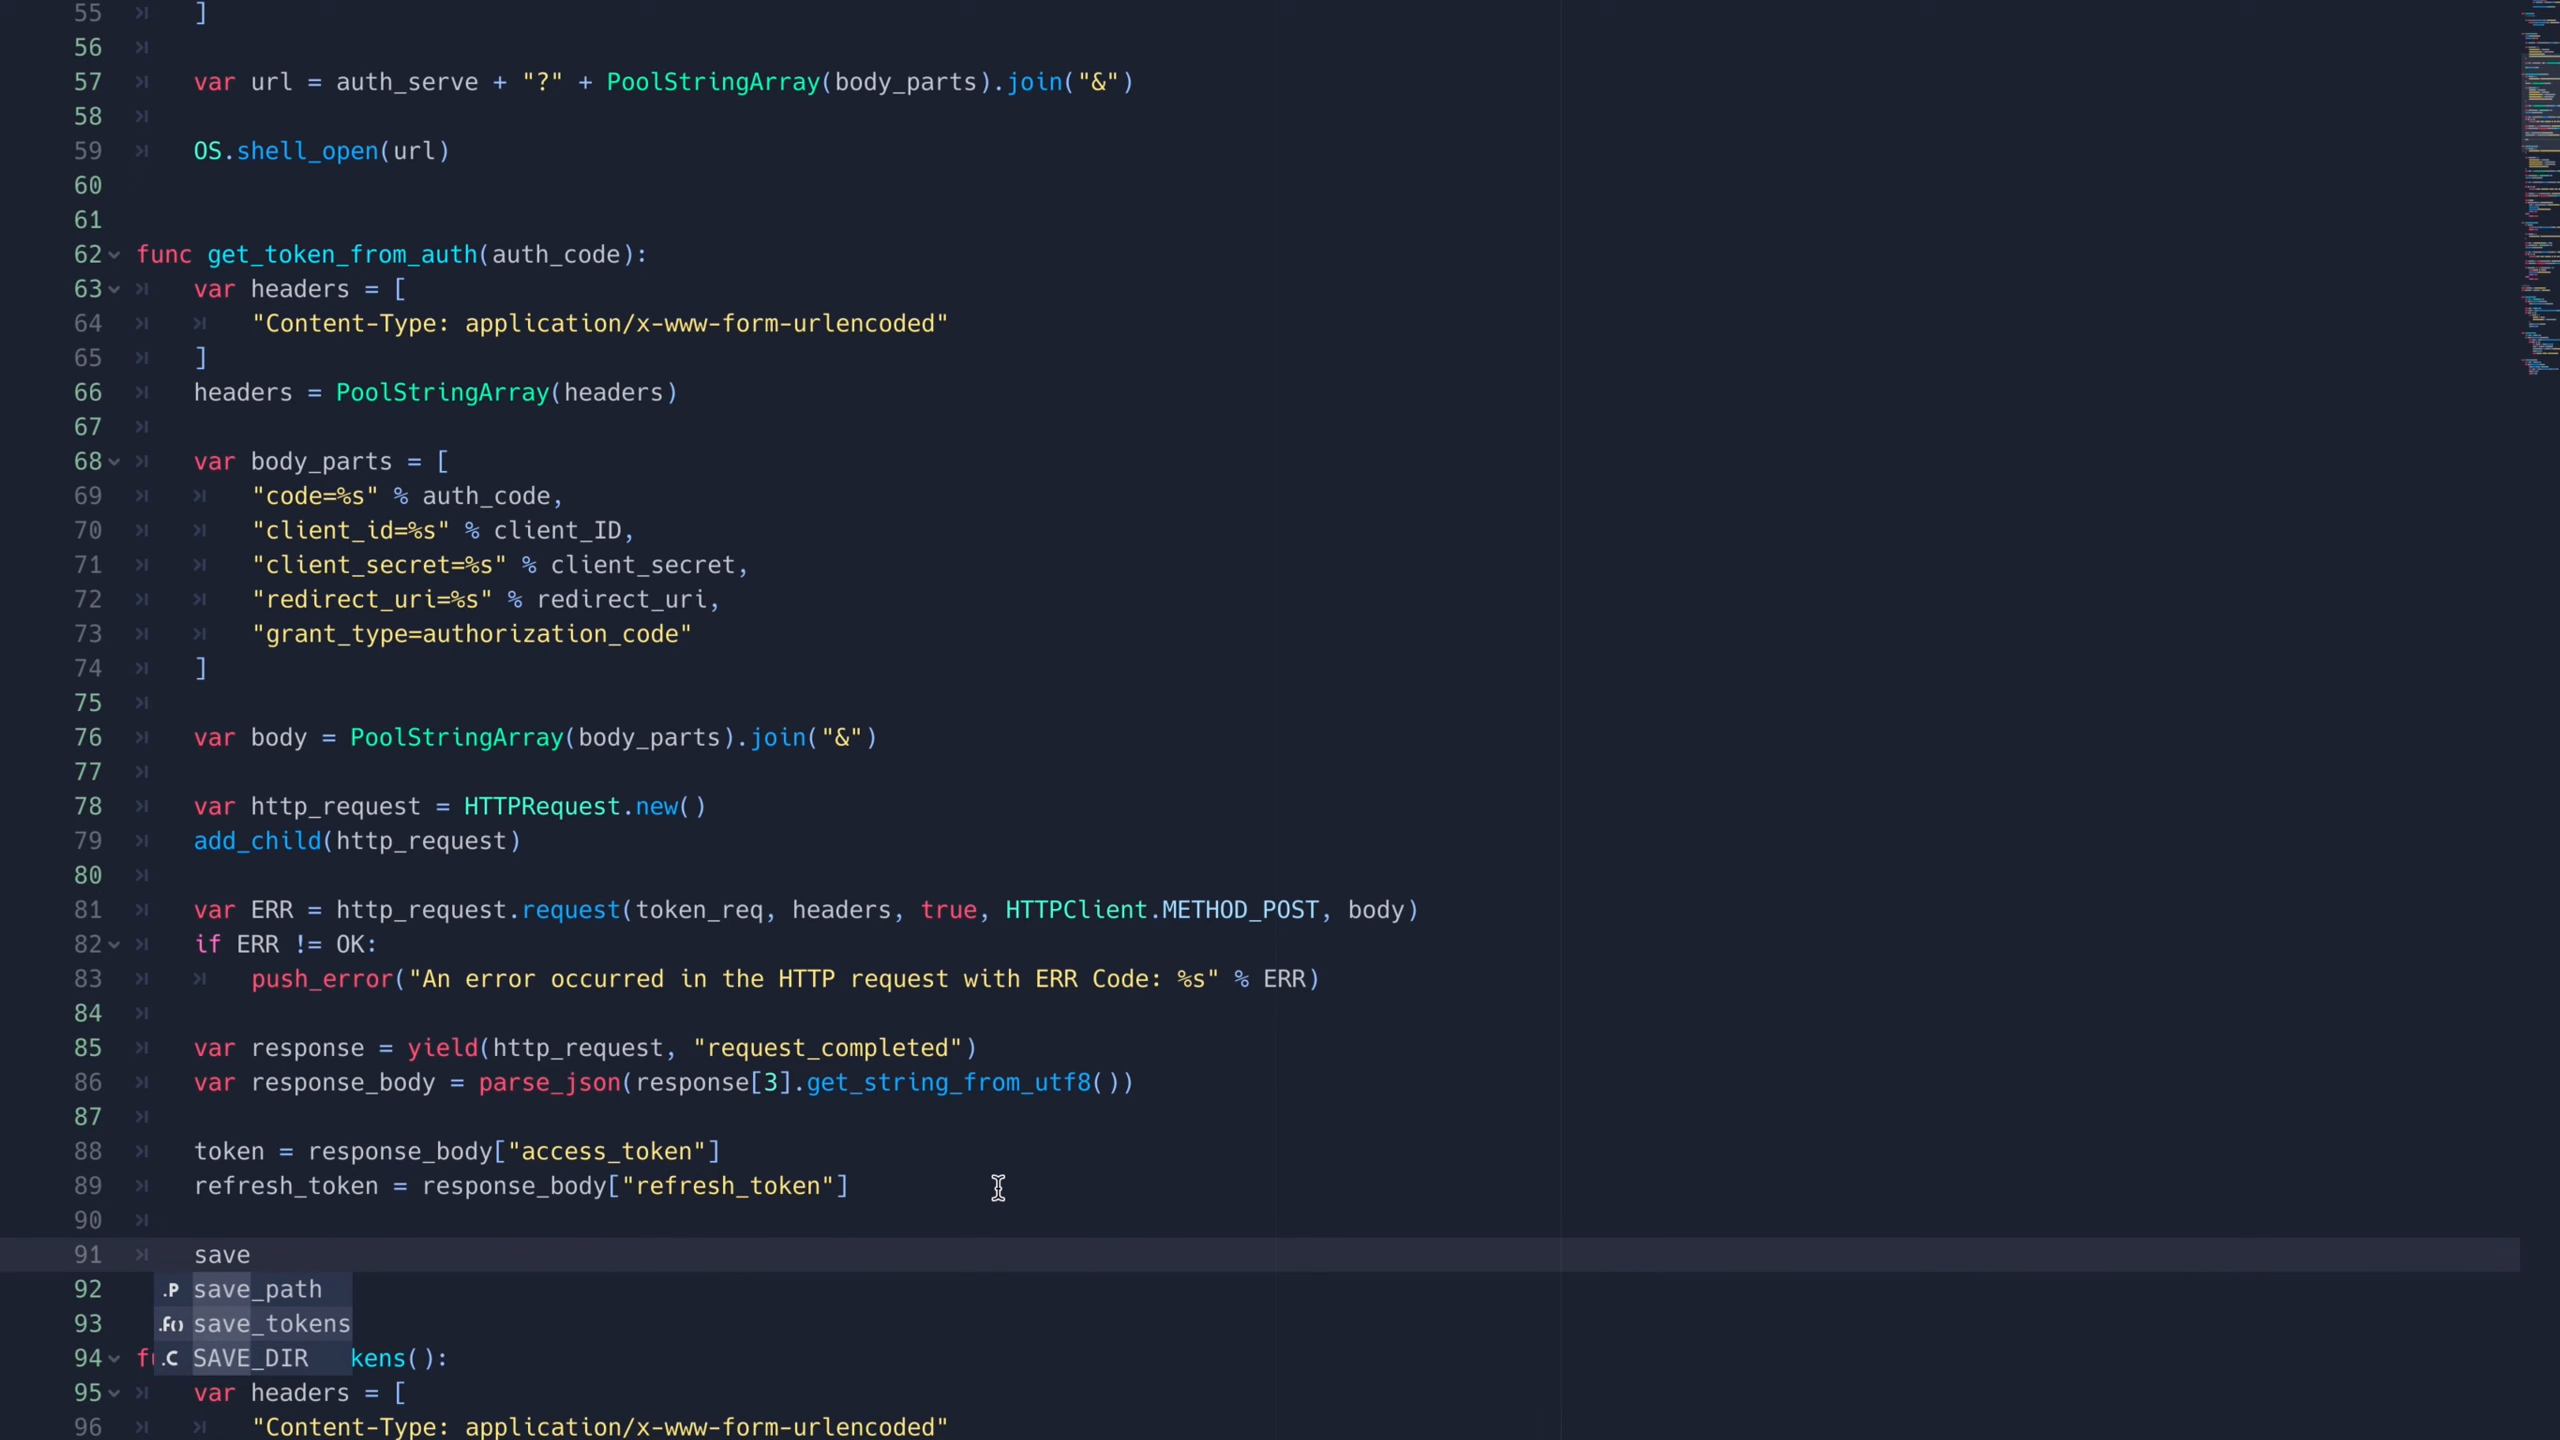 55 ]
56
57 var url = auth_serve + "?" + PoolStringArray(body_parts).join("&")
58
59 OS.shell_open(url)
60
61
62 func get_token_from_auth(auth_code):
63 var headers = [
64 "Content-Type: application/x-www-form-urlencoded"
65 ]
66 headers = PoolStringArray(headers)
67
68 var body_parts = [
69 "code=%s" % auth_code,
70 "client_id=%s" % client_ID,
71 "client_secret=%s" % client_secret,
72 "redirect_uri=%s" % redirect_uri,
73 "grant_type=authorization_code"
74 ]
75
76 var body = PoolStringArray(body_parts).join("&")
77
78 var http_request = HTTPRequest.new()
79 add_child(http_request)
80
81 var ERR = http_request.request(token_req, headers, true, HTTPClient.METHOD_POST, body)
82 if ERR != OK:
83 push_error("An error occurred in the HTTP request with ERR Code: %s" % ERR)
84
85 var response = yield(http_request, "request_completed")
86 var response_body = parse_json(response[3].get_string_from_utf8())
87
88 token = response_body["access_token"]
89 refresh_token = response_body["refresh_token"]
90
91 save
92 .P save_path
93 .f() save_tokens
94 f .C SAVE_DIR kens():
95 var headers = [
96 "Content-Type: application/x-www-form-urlencoded"